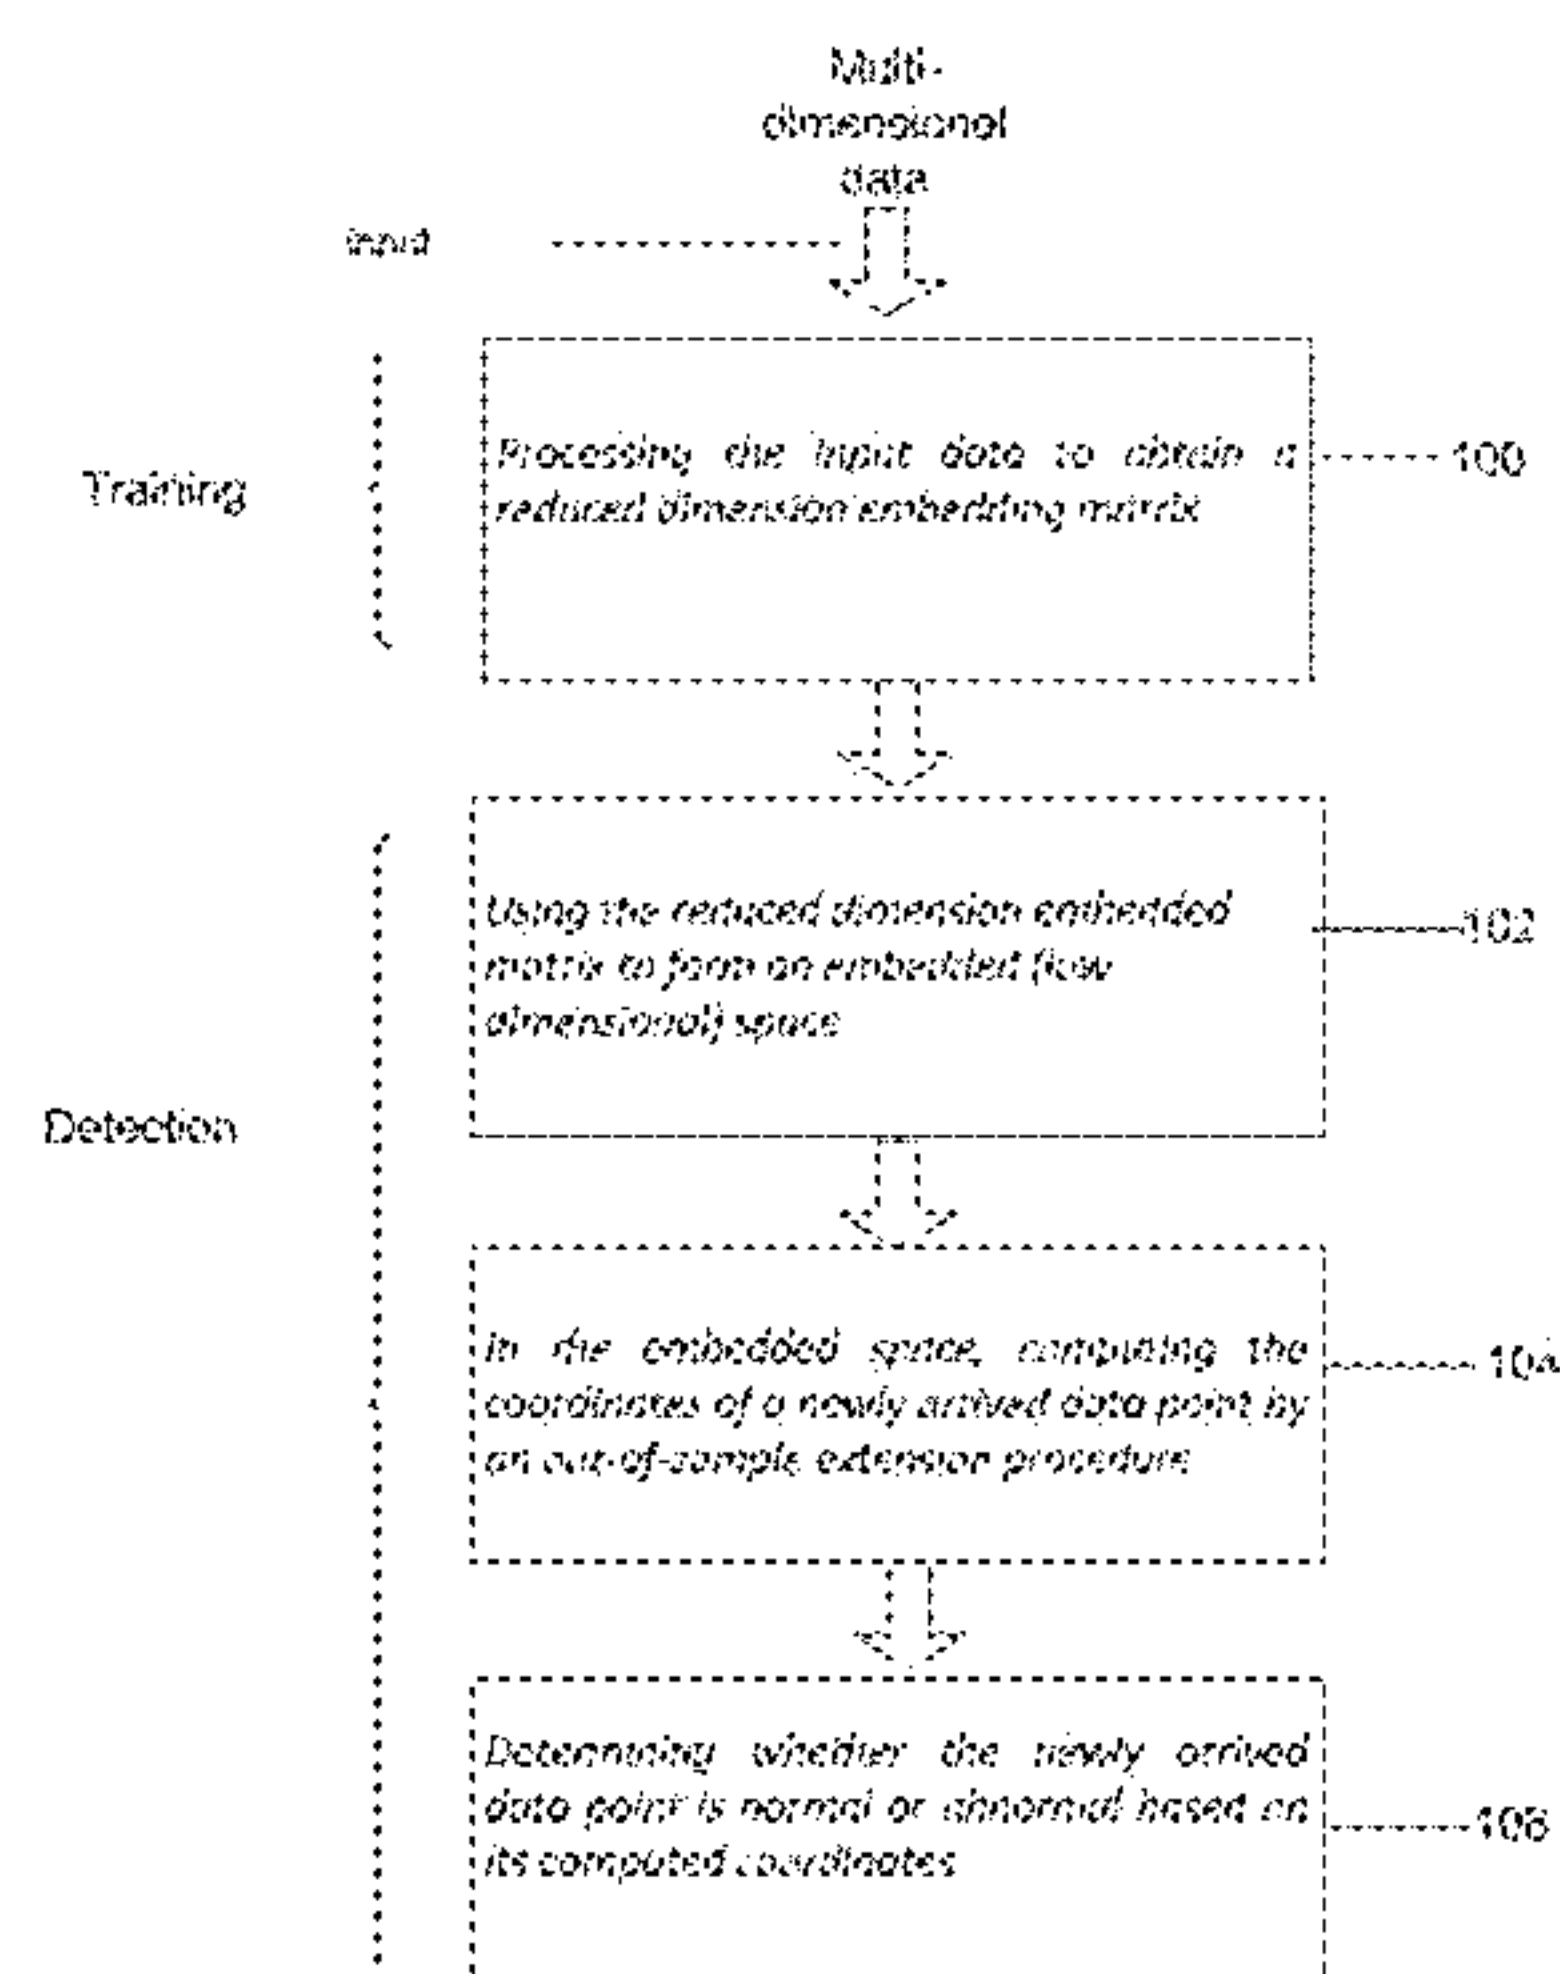 Multi-
dimensional
data
input
Training
Processing the input data to obtain a
reduced dimension embedding matrix
100
Using the reduced dimension embedded
matrix to form an embedded (low
dimensional) space
102
Detection
In the embedded space, computing the
coordinates of a newly arrived data point by
an out-of-sample extension procedure
104
Determining whether the newly arrived
data point is normal or abnormal based on
its computed coordinates
106